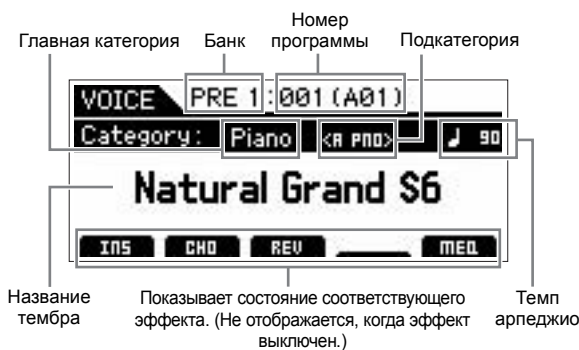 Главная категория Банк Номер программы Подкатегория
VOICE PRE 1:001(A01)
Category: Piano <A PNO> ♩ 90
Natural Grand S6
INS CHO REV MEQ
Название тембра
Показывает состояние соответствующего эффекта. (Не отображается, когда эффект выключен.)
Темп арпеджио